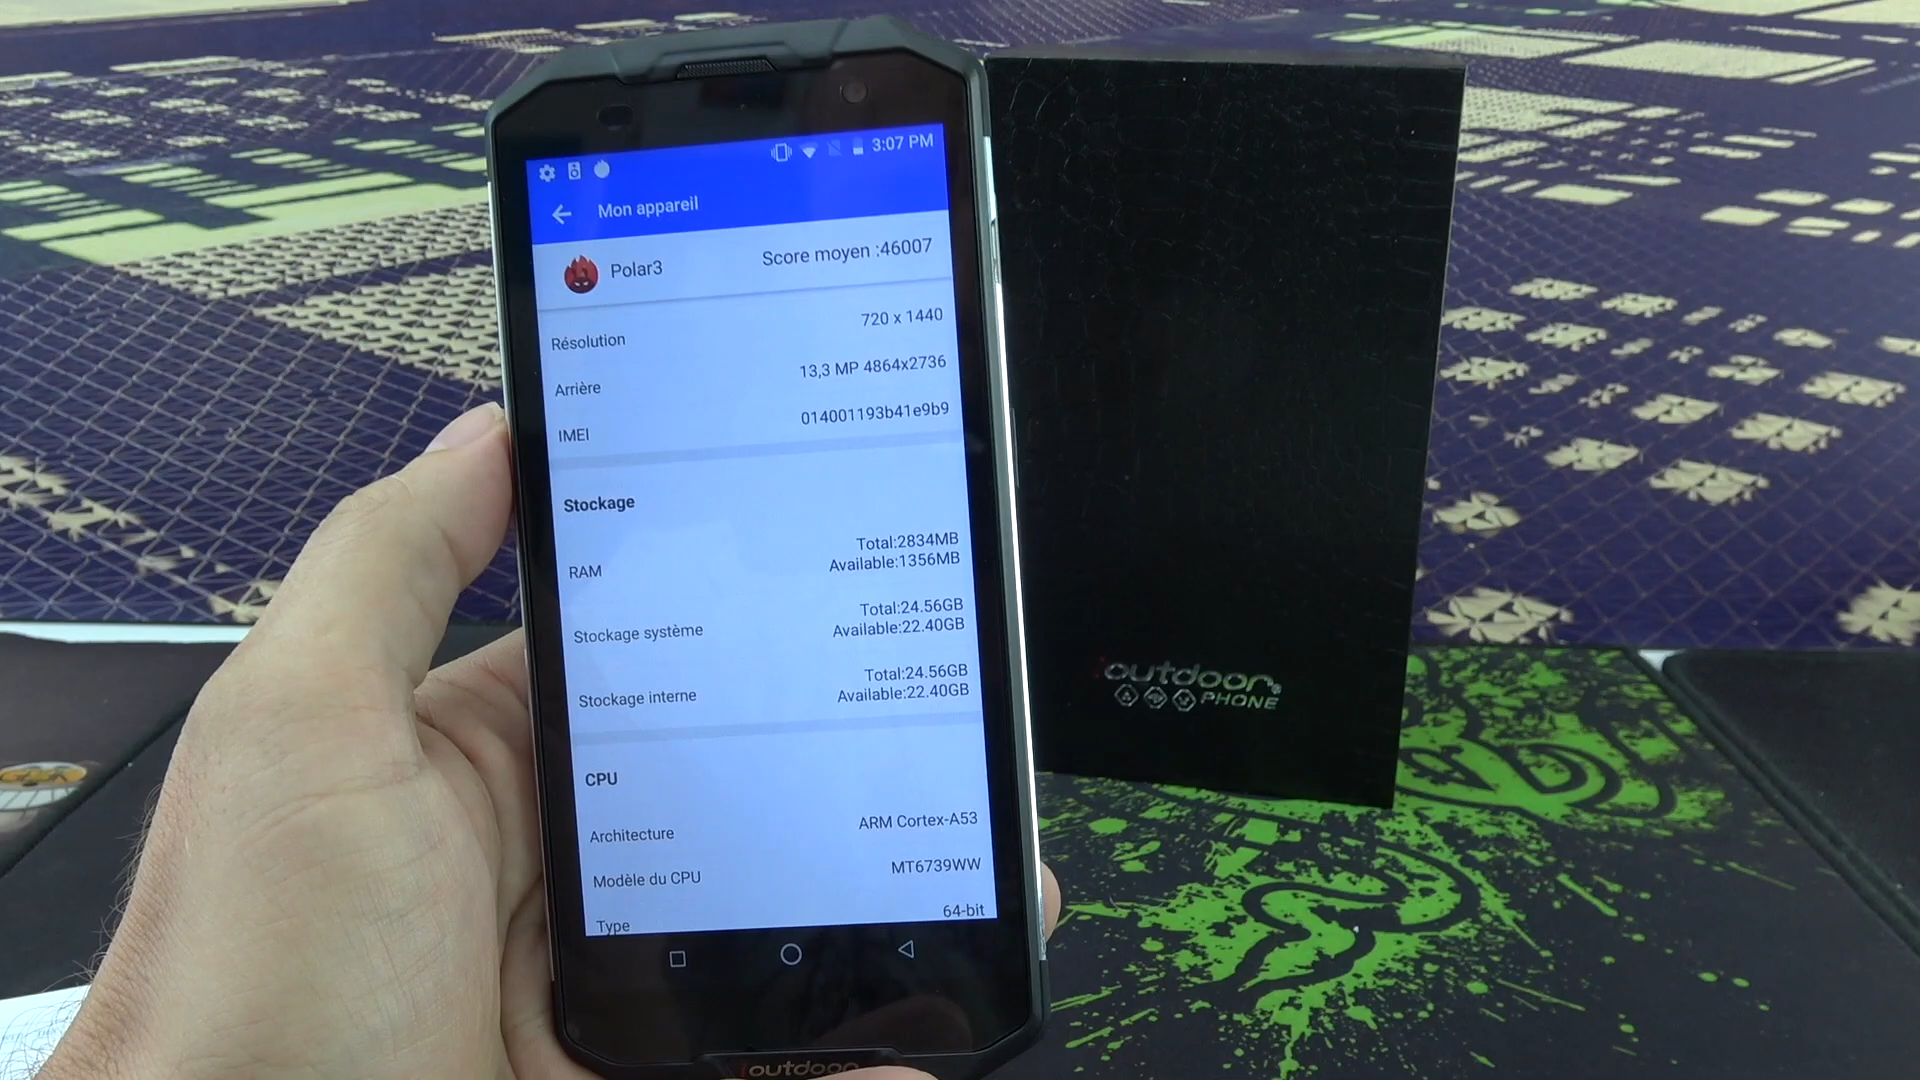 3:07 PM
Mon appareil
Polar3 Score moyen :46007
Résolution 720 x 1440
Arrière 13,3 MP 4864x2736
IMEI 014001193b41e9b9
Stockage
RAM Total:2834MB
Available:1356MB
Stockage système Total:24.56GB
Available:22.40GB
Stockage interne Total:24.56GB
Available:22.40GB
CPU
Architecture ARM Cortex-A53
Modèle du CPU MT6739WW
Type 64-bit
ioutdoor
ioutdoor®
PHONE